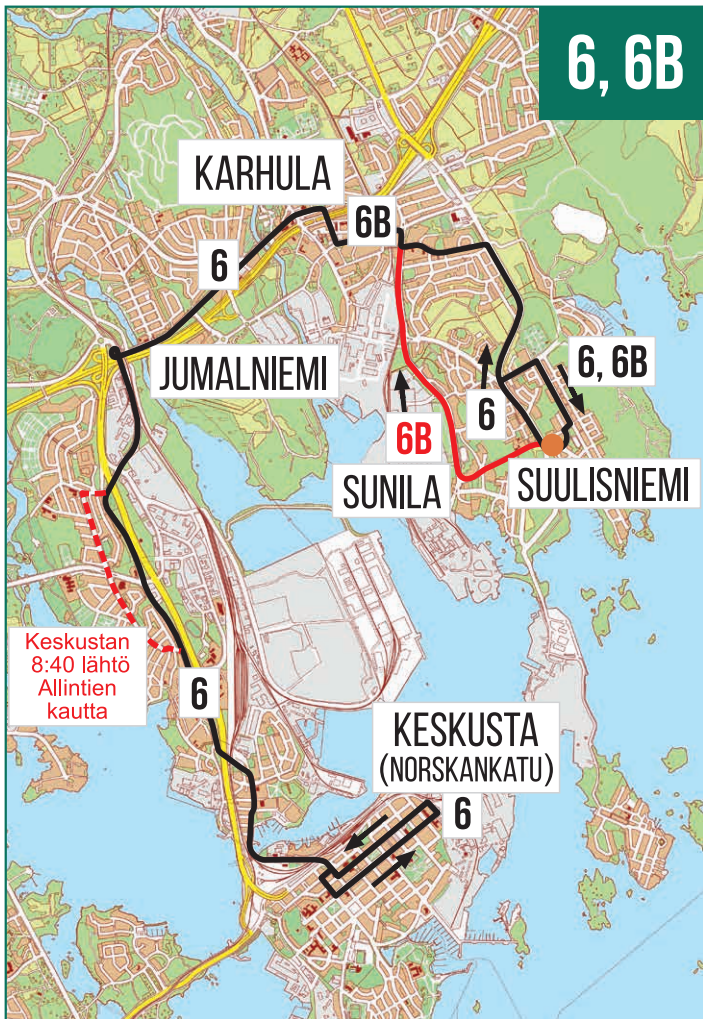 6, 6B
KARHULA
6B
6
JUMALNIEMI
6, 6B
6
6B
SUNILA
SUULISNIEMI
Keskustan
8:40 lähtö
Allintien
kautta
6
KESKUSTA
(NORSKANKATU)
6